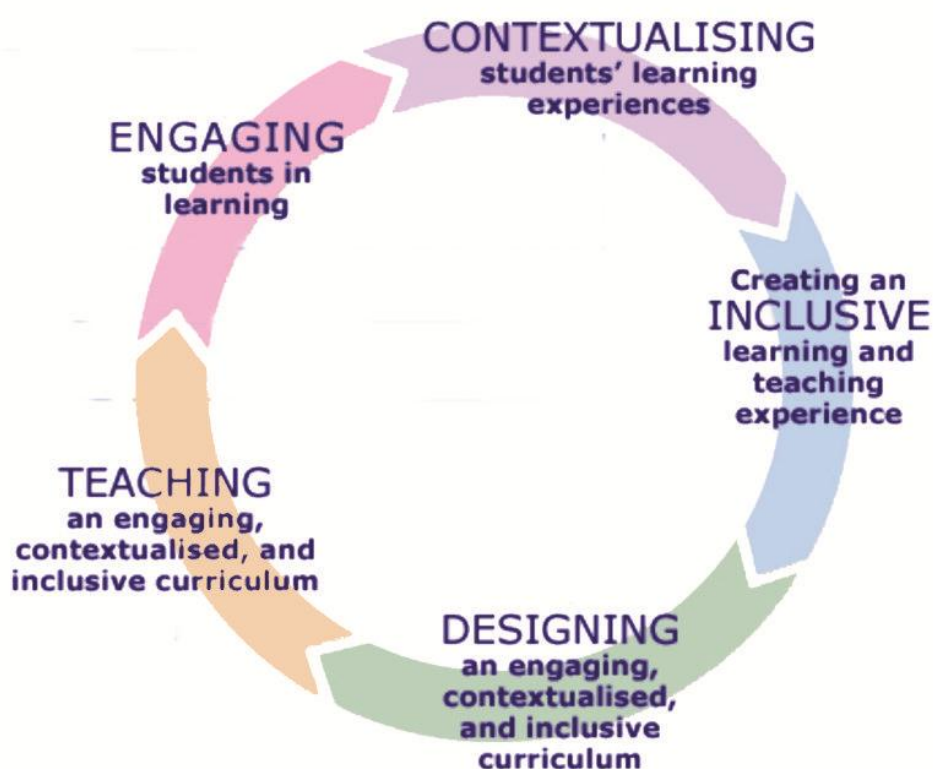 CONTEXTUALISING
students' learning
experiences
ENGAGING
students in
learning
Creating an
INCLUSIVE
learning and
teaching
experience
TEACHING
an engaging,
contextualised, and
inclusive curriculum
DESIGNING
an engaging,
contextualised,
and inclusive
curriculum